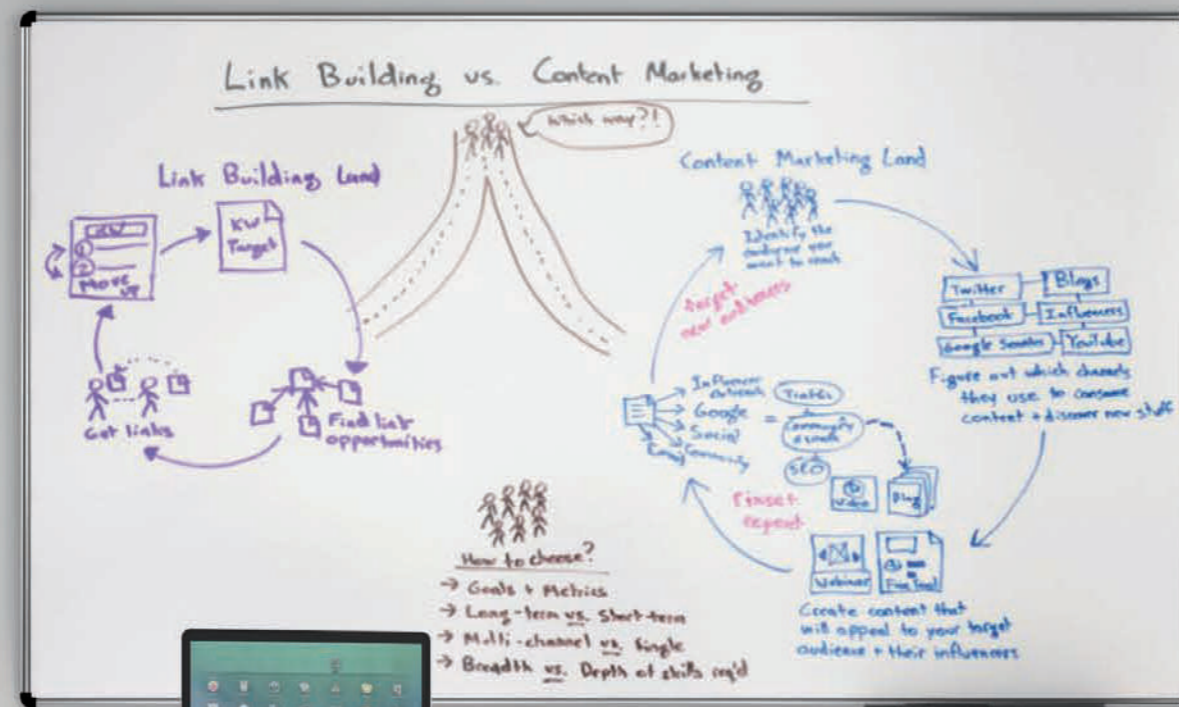 Link Building vs. Content Marketing
Which way?!
Link Building Land
KW
1
2
Move
up
KW
Target
Find link
opportunities
Get links
Content Marketing Land
Identify the
audience you
want to reach
Twitter
Blogs
Facebook
Influencers
Google Searches
YouTube
Figure out which channels
they use to consume
content + discover new stuff
Create content that
will appeal to your target
audience + their influencers
Video
Blog
Webinar
Free Tool
Rinse +
repeat
Influencer
outreach
Google
Social
Community
Email
=
Traffic
Community
SEO
target
new audiences
How to choose?
→ Goals + Metrics
→ Long-term vs. Short-term
→ Multi-channel vs. Single
→ Breadth vs. Depth of skills req'd